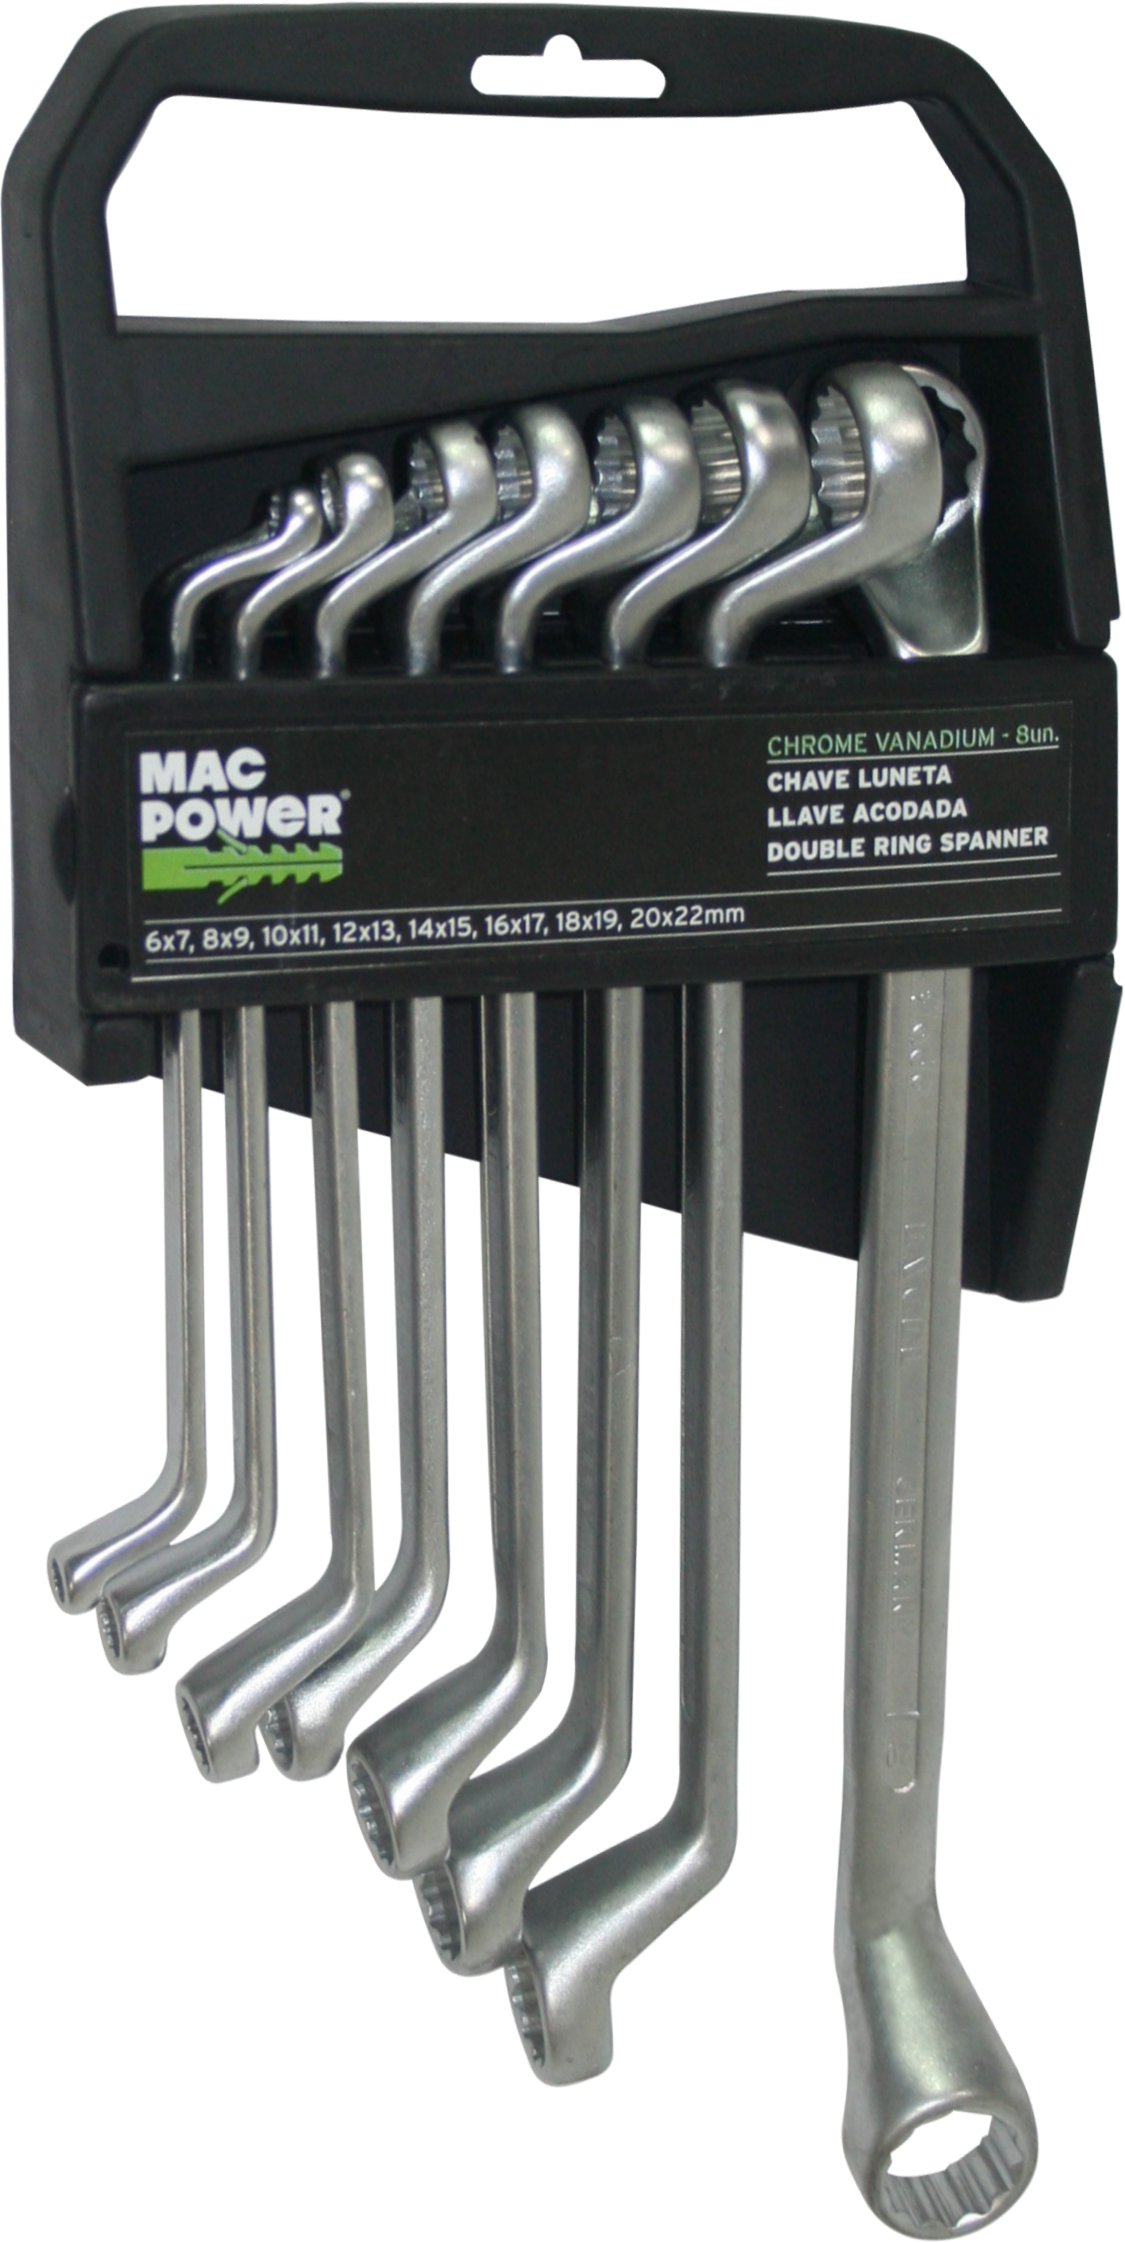 MAC
POWER®
CHROME VANADIUM - 8un.
CHAVE LUNETA
LLAVE ACODADA
DOUBLE RING SPANNER
6x7, 8x9, 10x11, 12x13, 14x15, 16x17, 18x19, 20x22mm